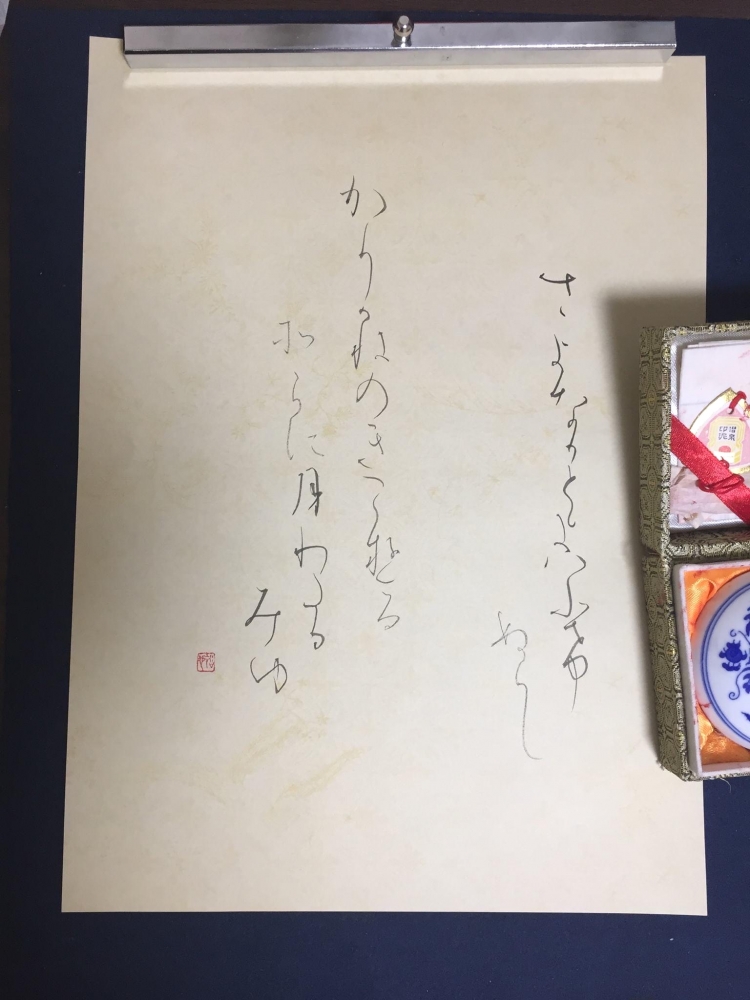 さよなかとよはふけ
ぬらし
かりかねのきこゆる
そらに月わたる
みゆ